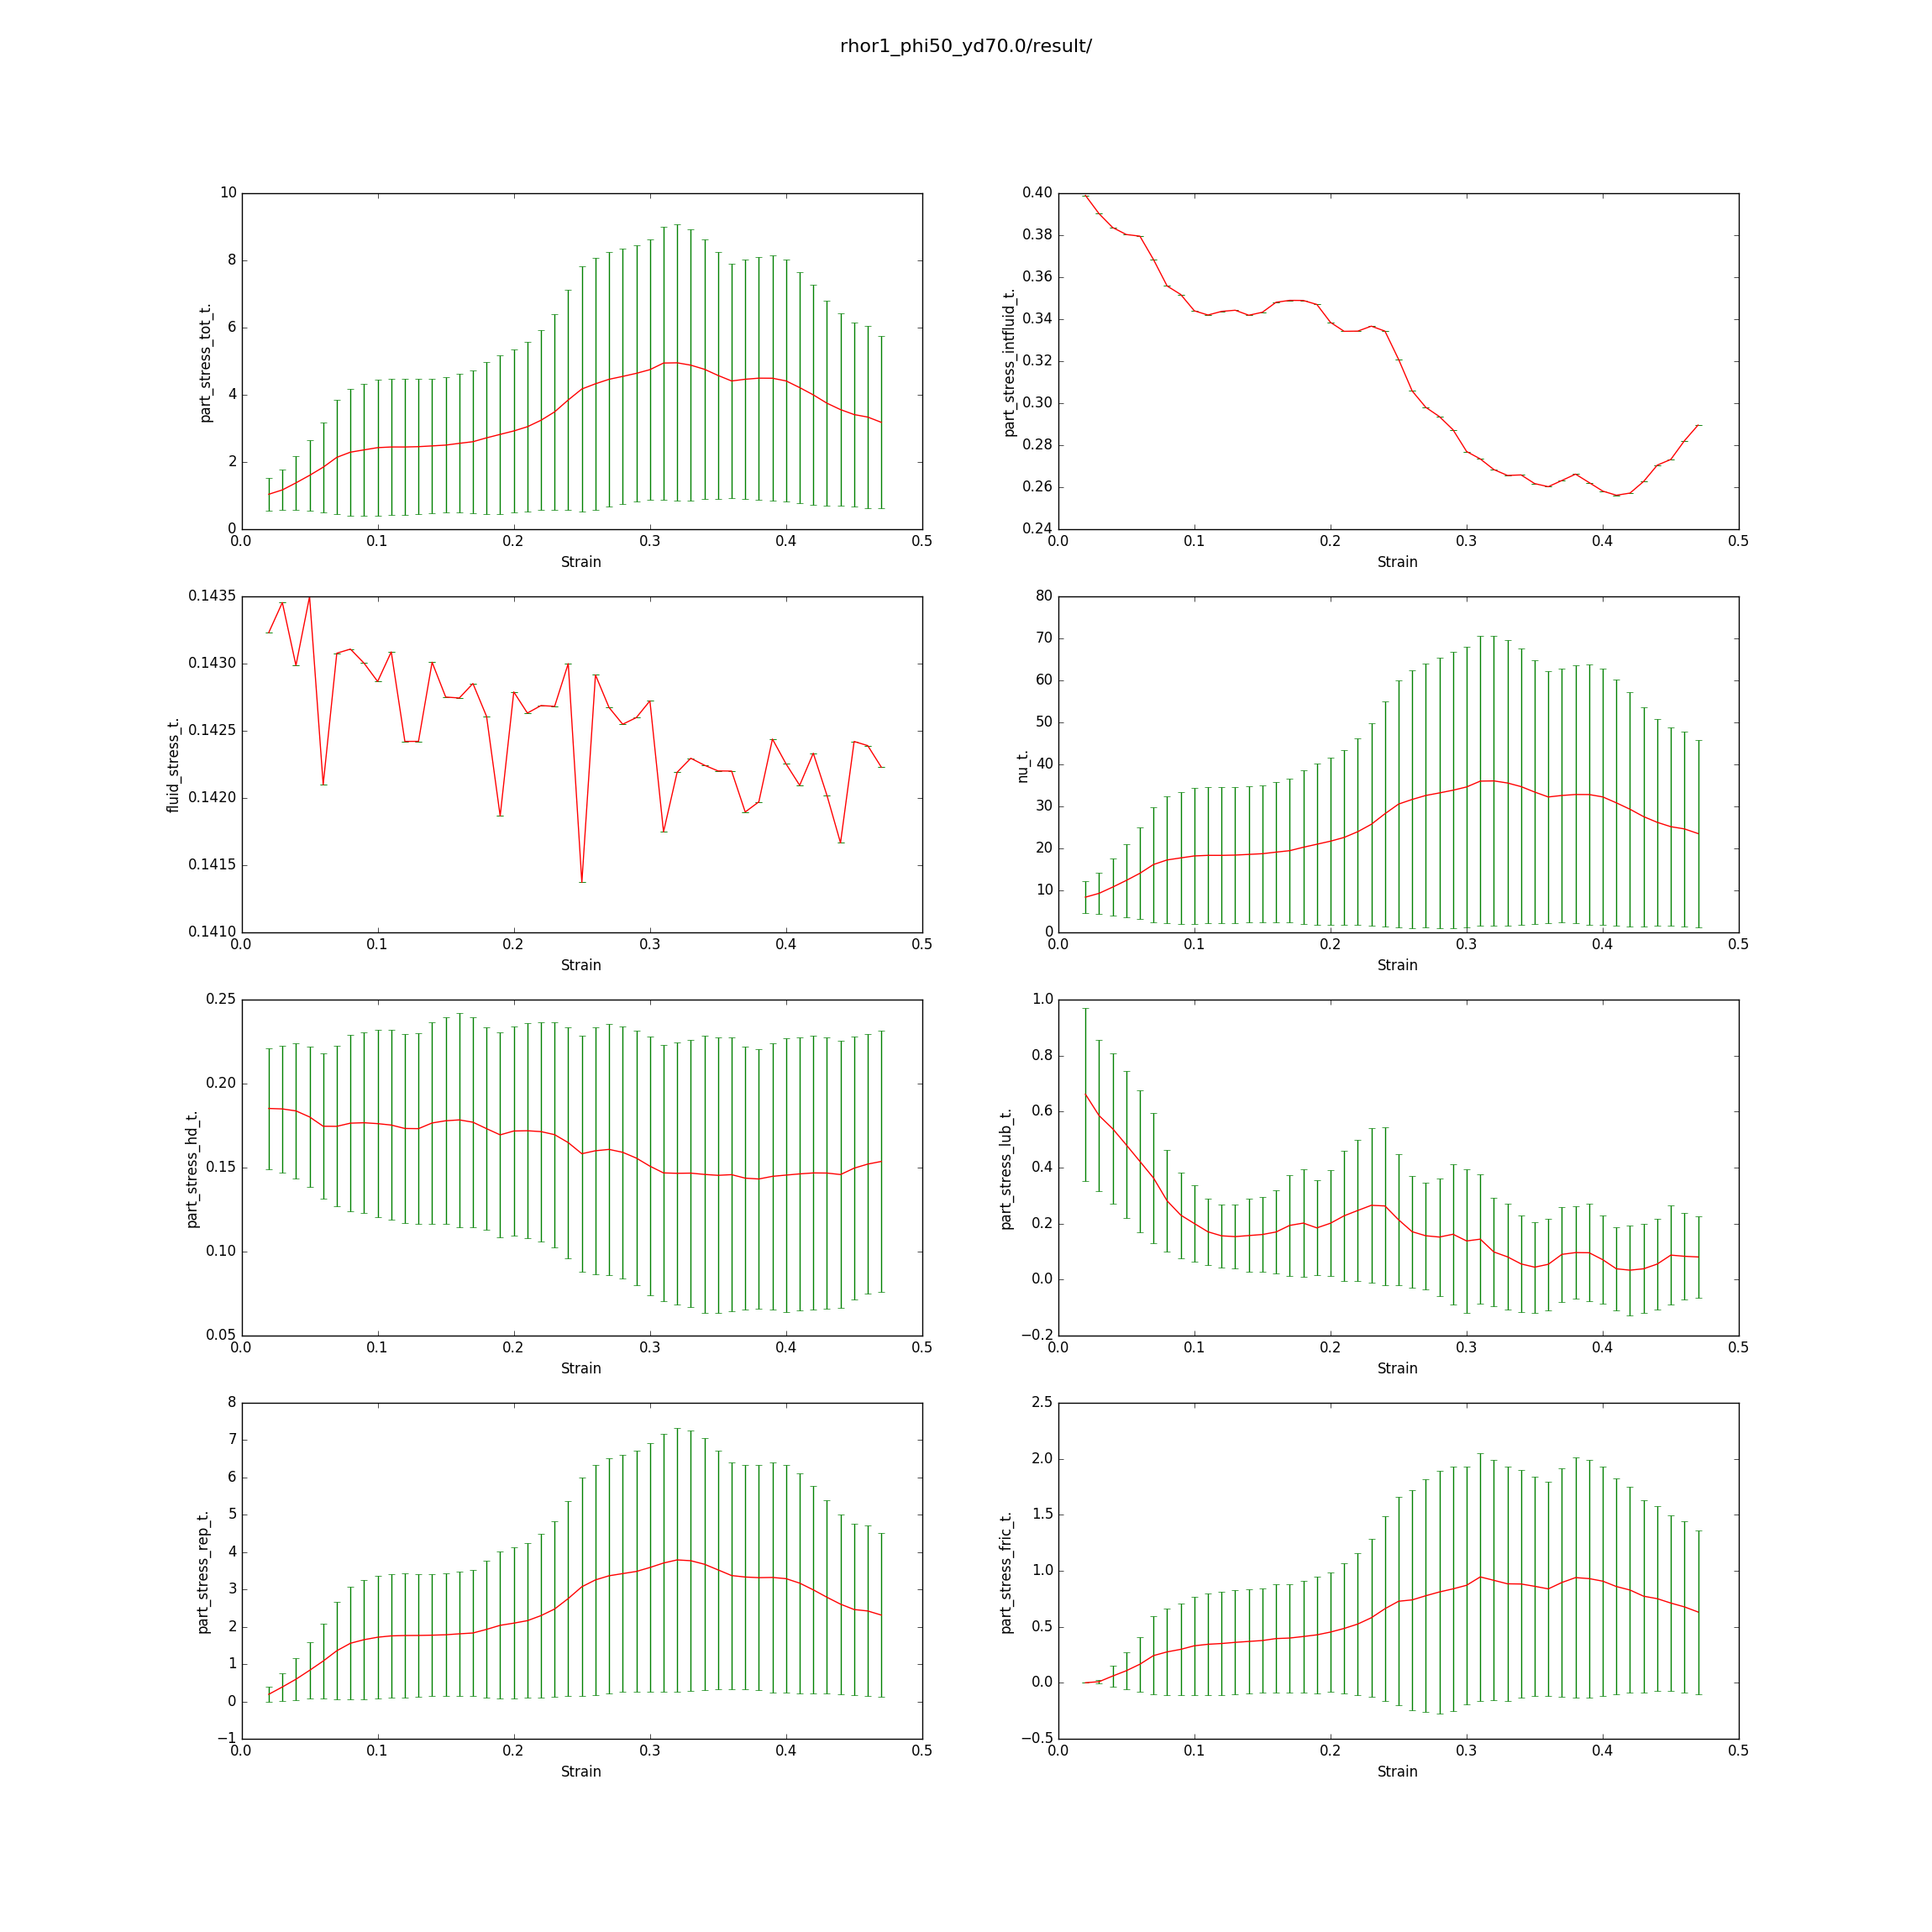 rhor1_phi50_yd70.0/result/
10
8
6
4
2
0
part_stress_tot_t.
0.0 0.1 0.2 0.3 0.4 0.5
Strain
0.40
0.38
0.36
0.34
0.32
0.30
0.28
0.26
0.24
part_stress_intfluid_t.
0.0 0.1 0.2 0.3 0.4 0.5
Strain
0.1435
0.1430
0.1425
0.1420
0.1415
0.1410
fluid_stress_t.
0.0 0.1 0.2 0.3 0.4 0.5
Strain
80
70
60
50
40
30
20
10
0
nu_t.
0.0 0.1 0.2 0.3 0.4 0.5
Strain
0.25
0.20
0.15
0.10
0.05
part_stress_hd_t.
0.0 0.1 0.2 0.3 0.4 0.5
Strain
1.0
0.8
0.6
0.4
0.2
0.0
−0.2
part_stress_lub_t.
0.0 0.1 0.2 0.3 0.4 0.5
Strain
8
7
6
5
4
3
2
1
0
−1
part_stress_rep_t.
0.0 0.1 0.2 0.3 0.4 0.5
Strain
2.5
2.0
1.5
1.0
0.5
0.0
−0.5
part_stress_fric_t.
0.0 0.1 0.2 0.3 0.4 0.5
Strain